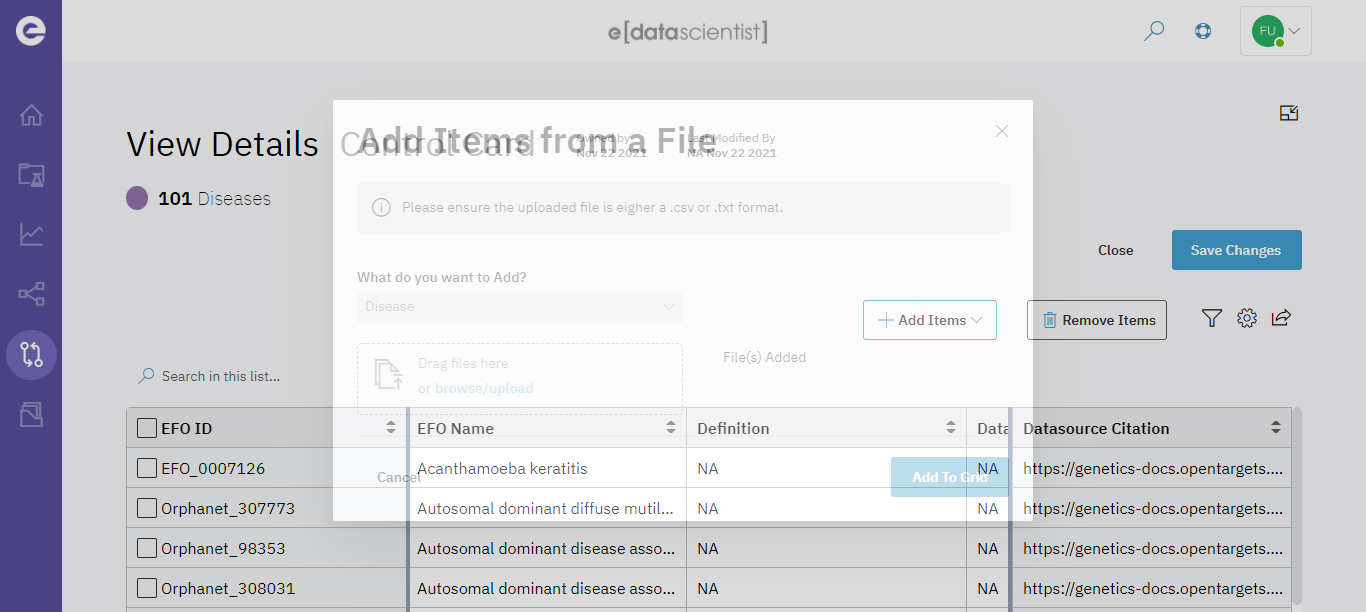 e[datascientist]
FU
View Details
Control Card
Owned by
Nov 22 2021
Last Modified By
NA Nov 22 2021
Add Items from a File
101 Diseases
Please ensure the uploaded file is eigher a .csv or .txt format.
Close
Save Changes
What do you want to Add?
Disease
Add Items
Remove Items
Drag files here
or browse/upload
File(s) Added
Search in this list...
EFO ID
EFO Name
Definition
Data
Datasource Citation
EFO_0007126
Acanthamoeba keratitis
NA
NA
https://genetics-docs.opentargets....
Cancel
Add To Grid
Orphanet_307773
Autosomal dominant diffuse mutil...
NA
NA
https://genetics-docs.opentargets....
Orphanet_98353
Autosomal dominant disease asso...
NA
NA
https://genetics-docs.opentargets....
Orphanet_308031
Autosomal dominant disease asso...
NA
NA
https://genetics-docs.opentargets....